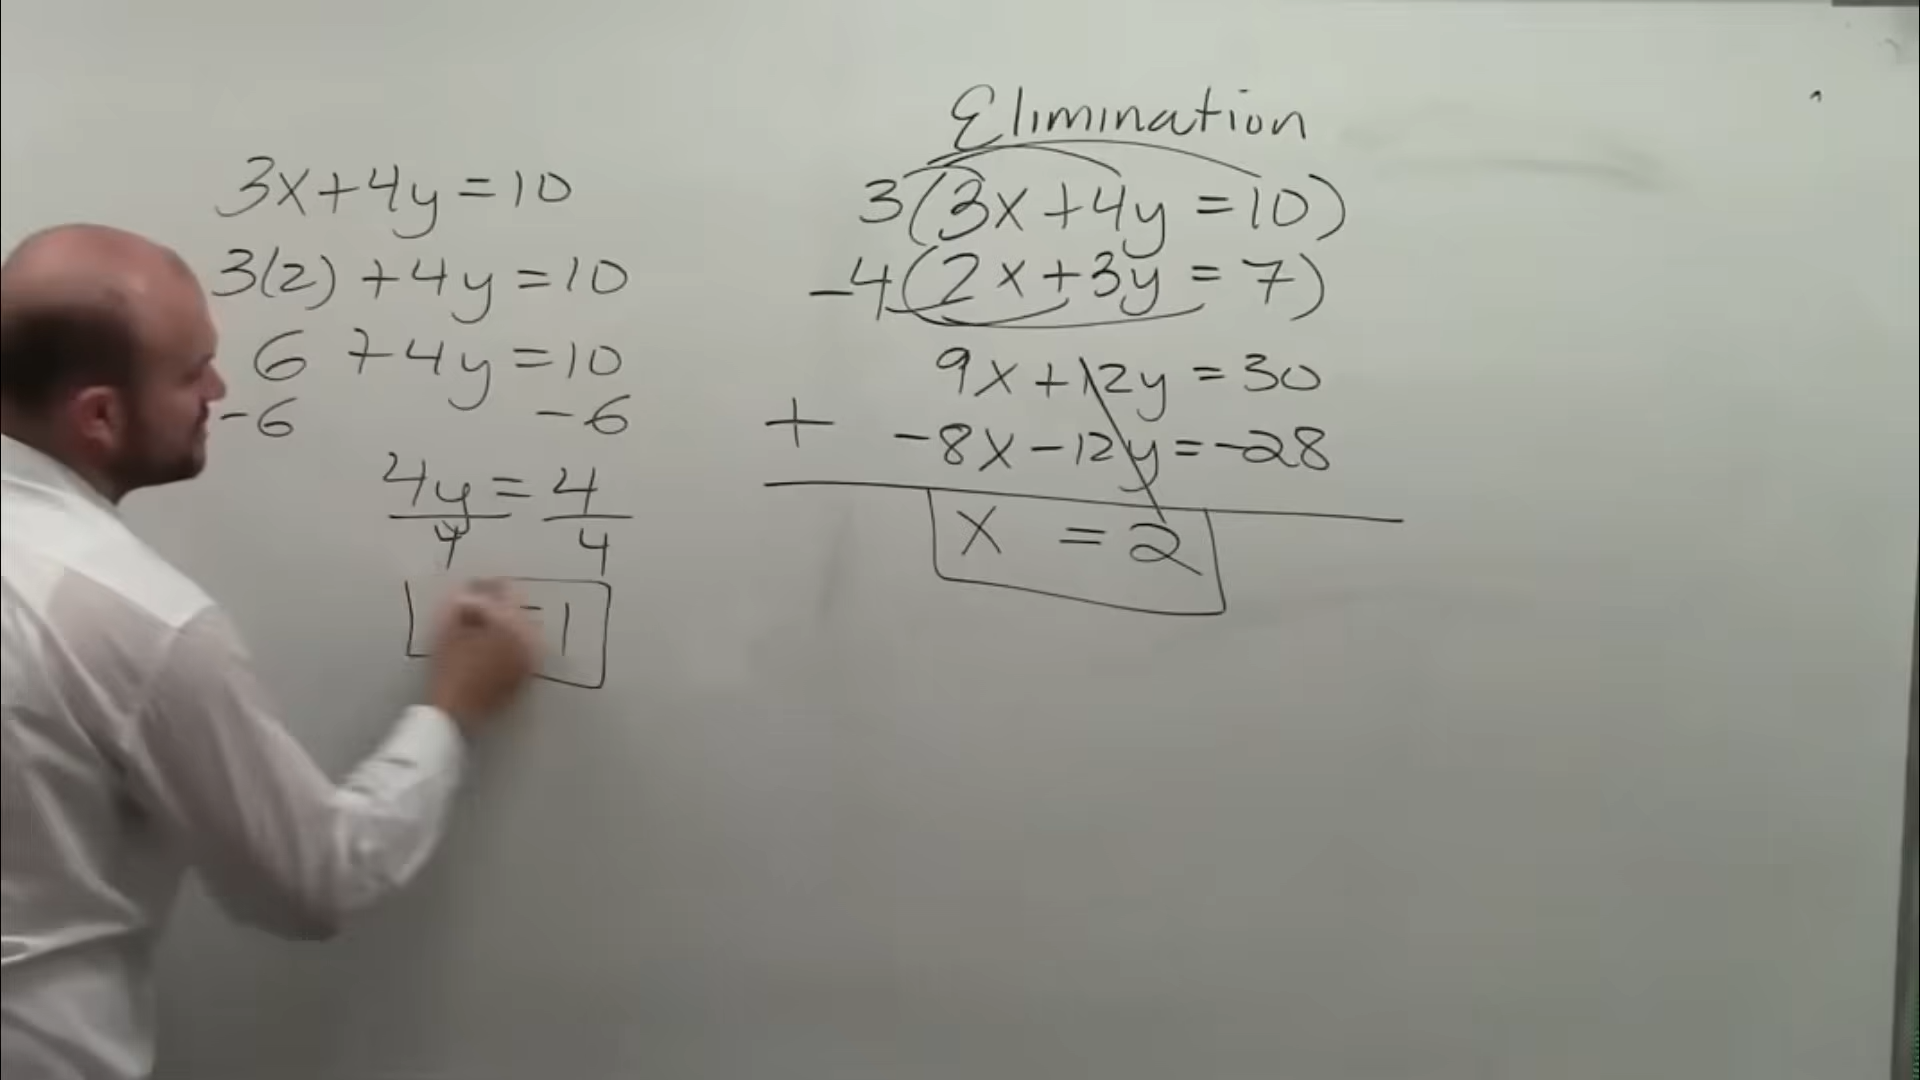 Elimination
3x+4y=10
3(2)+4y=10
6+4y=10
-6 -6
4y=4
4 4
=1
3(3x+4y=10)
-4(2x+3y=7)
9x+12y=30
+ -8x-12y=-28
x=2